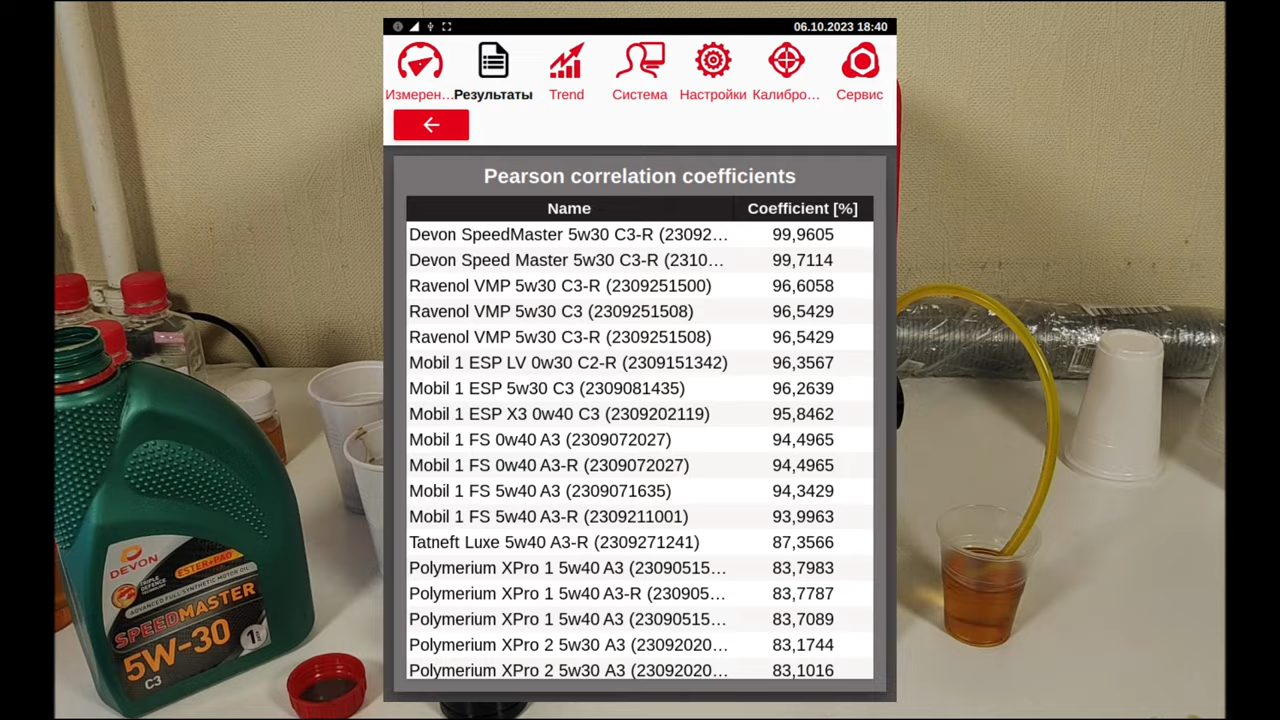 06.10.2023 18:40
Измерен... Результаты Trend Система Настройки Калибро... Сервис
Pearson correlation coefficients
Name Coefficient [%]
Devon SpeedMaster 5w30 C3-R (23092... 99,9605
Devon Speed Master 5w30 C3-R (2310... 99,7114
Ravenol VMP 5w30 C3-R (2309251500) 96,6058
Ravenol VMP 5w30 C3 (2309251508) 96,5429
Ravenol VMP 5w30 C3-R (2309251508) 96,5429
Mobil 1 ESP LV 0w30 C2-R (2309151342) 96,3567
Mobil 1 ESP 5w30 C3 (2309081435) 96,2639
Mobil 1 ESP X3 0w40 C3 (2309202119) 95,8462
Mobil 1 FS 0w40 A3 (2309072027) 94,4965
Mobil 1 FS 0w40 A3-R (2309072027) 94,4965
Mobil 1 FS 5w40 A3 (2309071635) 94,3429
Mobil 1 FS 5w40 A3-R (2309211001) 93,9963
Tatneft Luxe 5w40 A3-R (2309271241) 87,3566
Polymerium XPro 1 5w40 A3 (23090515... 83,7983
Polymerium XPro 1 5w40 A3-R (230905... 83,7787
Polymerium XPro 1 5w40 A3 (23090515... 83,7089
Polymerium XPro 2 5w30 A3 (23092020... 83,1744
Polymerium XPro 2 5w30 A3 (23092020... 83,1016
DEVON
ESTER+PAO
TRIPLE DEFENCE
ADVANCED FULL SYNTHETIC MOTOR OIL
SPEEDMASTER
5W-30
C3